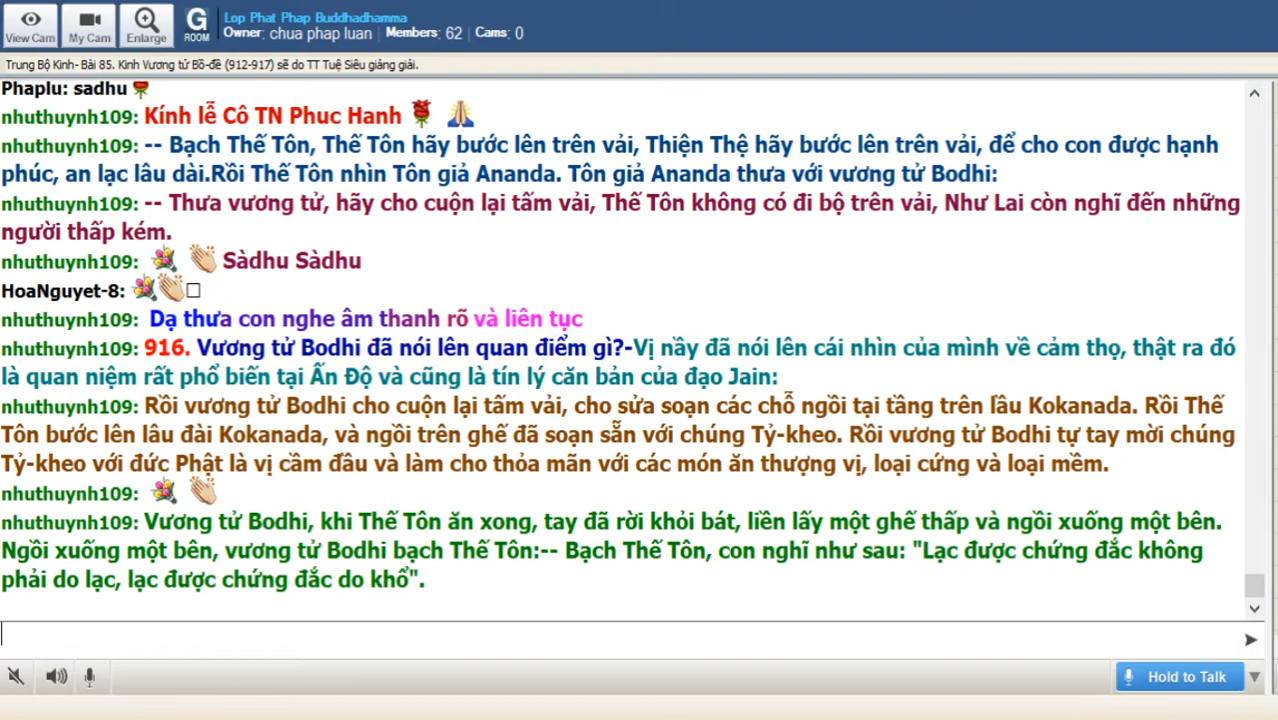 View Cam
My Cam
Enlarge
G
ROOM
Lop Phat Phap Buddhadhamma
Owner: chua phap luan | Members: 62 | Cams: 0
Trung Bộ Kinh- Bài 85. Kinh Vương tử Bồ-đề (912-917) sẽ do TT Tuệ Siêu giảng giải.
Phaplu: sadhu
nhuthuynh109: Kính lễ Cô TN Phuc Hanh
nhuthuynh109: -- Bạch Thế Tôn, Thế Tôn hãy bước lên trên vải, Thiện Thệ hãy bước lên trên vải, để cho con được hạnh
phúc, an lạc lâu dài.Rồi Thế Tôn nhìn Tôn giả Ananda. Tôn giả Ananda thưa với vương tử Bodhi:
nhuthuynh109: -- Thưa vương tử, hãy cho cuộn lại tấm vải, Thế Tôn không có đi bộ trên vải, Như Lai còn nghĩ đến những
người thấp kém.
nhuthuynh109: Sàdhu Sàdhu
HoaNguyet-8:
nhuthuynh109: Dạ thưa con nghe âm thanh rõ và liên tục
nhuthuynh109: 916. Vương tử Bodhi đã nói lên quan điểm gì?-Vị nầy đã nói lên cái nhìn của mình về cảm thọ, thật ra đó
là quan niệm rất phổ biến tại Ấn Độ và cũng là tín lý căn bản của đạo Jain:
nhuthuynh109: Rồi vương tử Bodhi cho cuộn lại tấm vải, cho sửa soạn các chỗ ngồi tại tầng trên lầu Kokanada. Rồi Thế
Tôn bước lên lâu đài Kokanada, và ngồi trên ghế đã soạn sẵn với chúng Tỷ-kheo. Rồi vương tử Bodhi tự tay mời chúng
Tỷ-kheo với đức Phật là vị cầm đầu và làm cho thỏa mãn với các món ăn thượng vị, loại cứng và loại mềm.
nhuthuynh109:
nhuthuynh109: Vương tử Bodhi, khi Thế Tôn ăn xong, tay đã rời khỏi bát, liền lấy một ghế thấp và ngồi xuống một bên.
Ngồi xuống một bên, vương tử Bodhi bạch Thế Tôn:-- Bạch Thế Tôn, con nghĩ như sau: "Lạc được chứng đắc không
phải do lạc, lạc được chứng đắc do khổ".
Hold to Talk